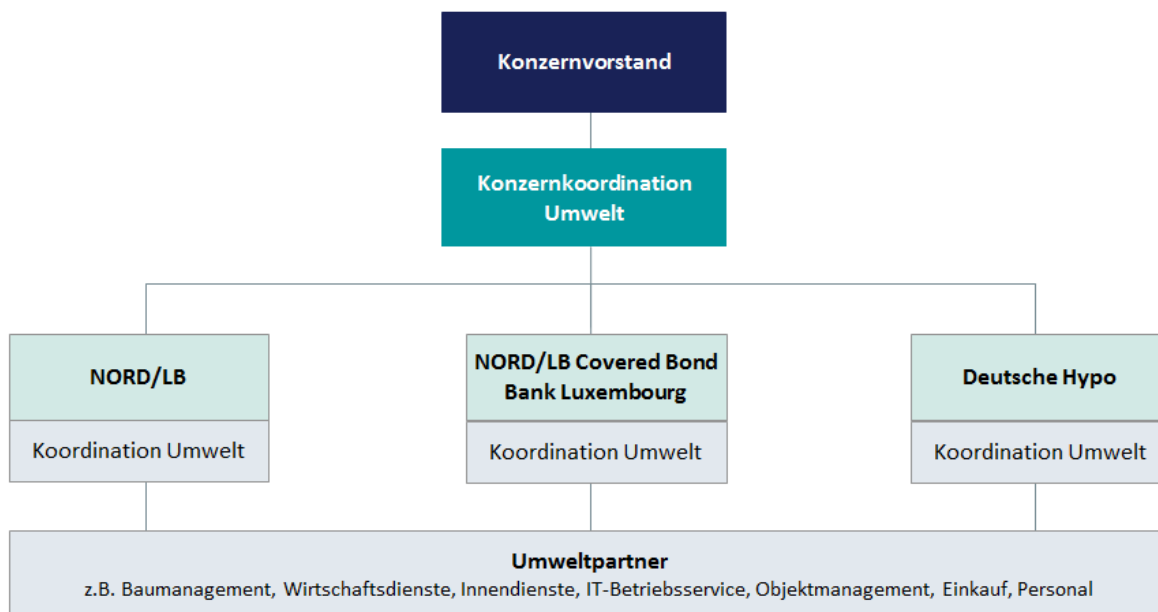 Konzernvorstand
Konzernkoordination
Umwelt
NORD/LB
Koordination Umwelt
NORD/LB Covered Bond
Bank Luxembourg
Koordination Umwelt
Deutsche Hypo
Koordination Umwelt
Umweltpartner
z.B. Baumanagement, Wirtschaftsdienste, Innendienste, IT-Betriebsservice, Objektmanagement, Einkauf, Personal